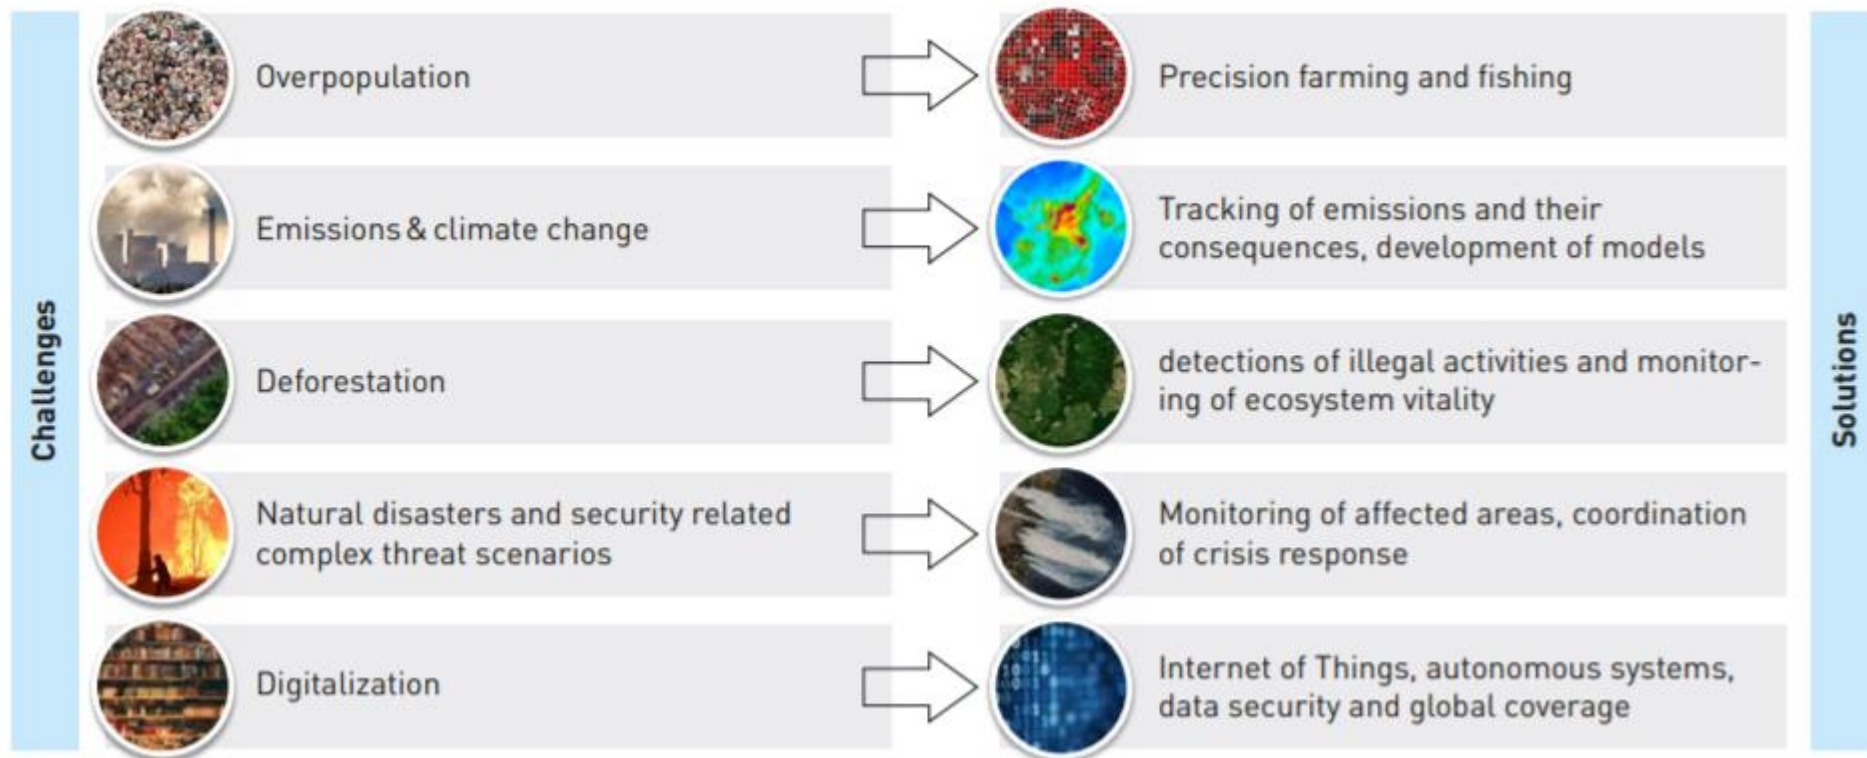 Challenges
Overpopulation
Precision farming and fishing
Emissions & climate change
Tracking of emissions and their
consequences, development of models
Deforestation
detections of illegal activities and monitor-
ing of ecosystem vitality
Natural disasters and security related
complex threat scenarios
Monitoring of affected areas, coordination
of crisis response
Digitalization
Internet of Things, autonomous systems,
data security and global coverage
Solutions